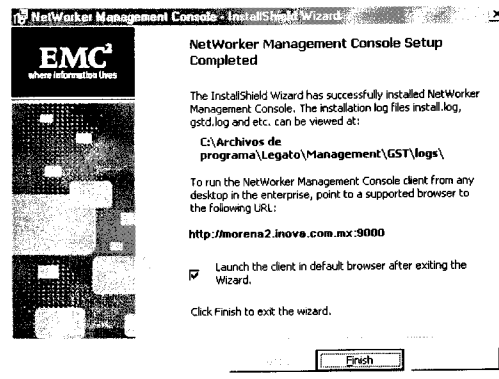 NetWorker Management Console - InstallShield Wizard
EMC²
where information lives
NetWorker Management Console Setup
Completed
The InstallShield Wizard has successfully installed NetWorker
Management Console. The installation log files install.log,
gstd.log and etc. can be viewed at:
C:\Archivos de
programa\Legato\Management\GST\logs\
To run the NetWorker Management Console client from any
desktop in the enterprise, point to a supported browser to
the following URL:
http://morena2.inova.com.mx:9000
Launch the client in default browser after exiting the
Wizard.
Click Finish to exit the wizard.
Finish